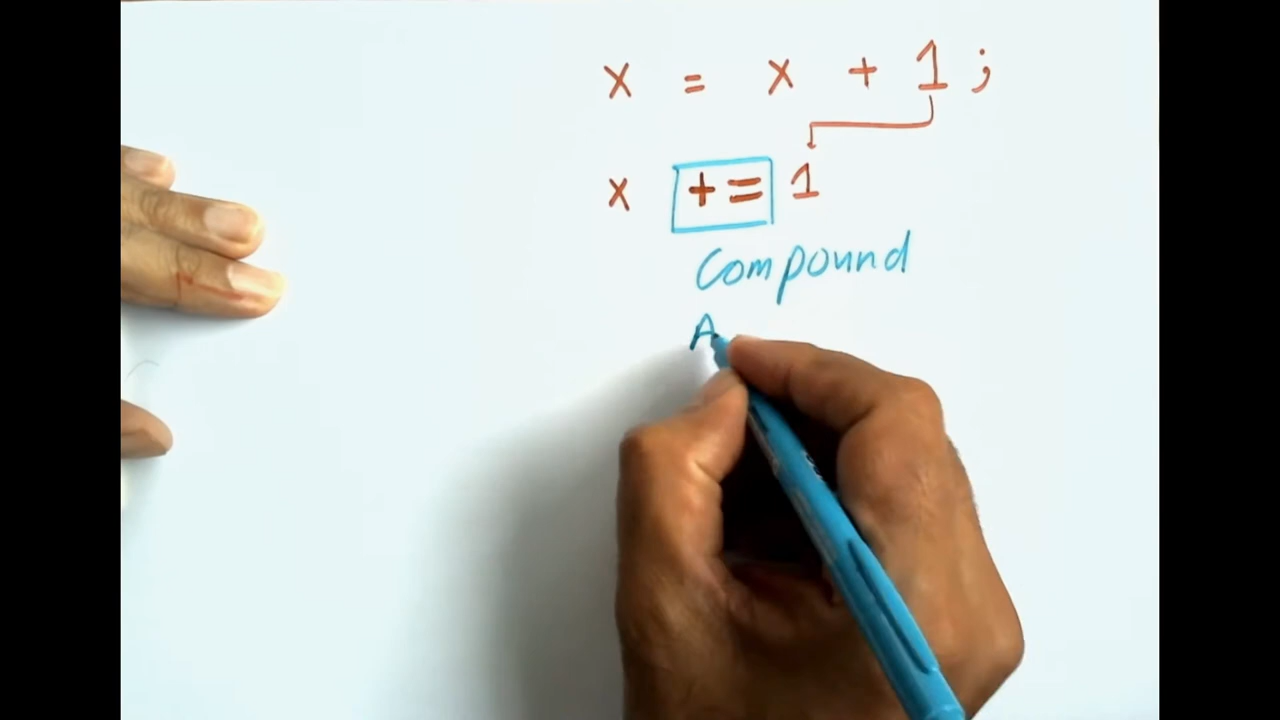 x = x + 1 ;
x += 1
Compound
A